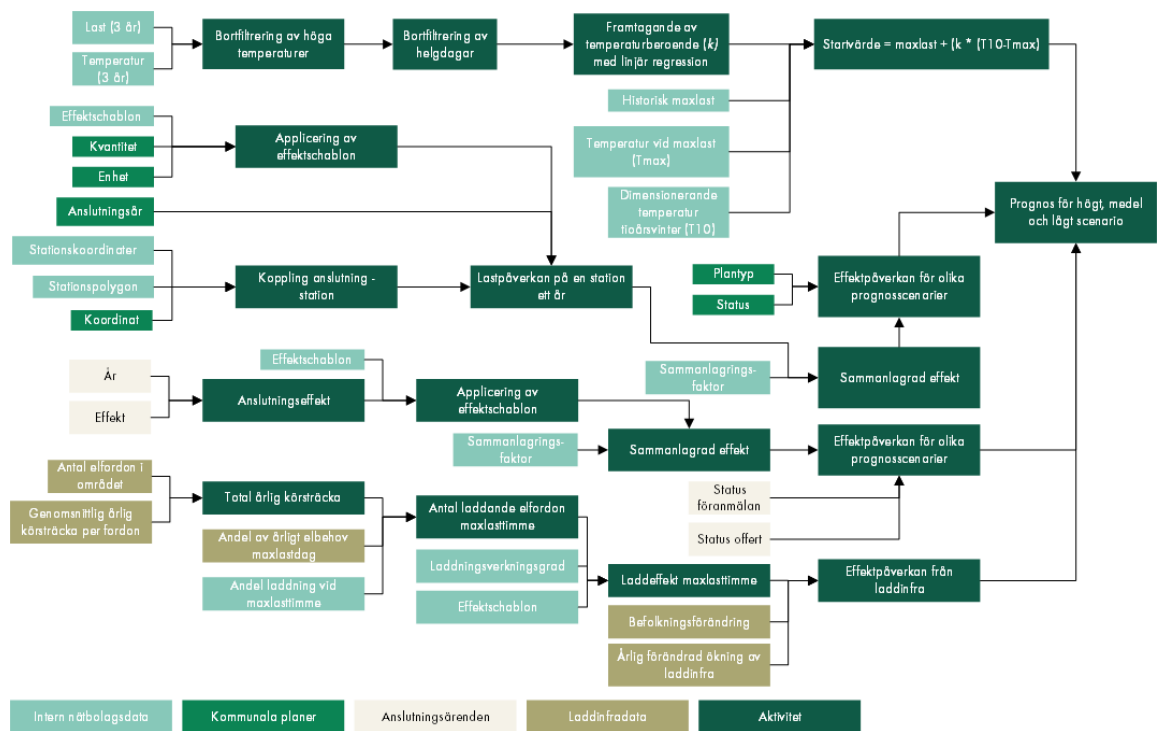 Last (3 år)
Temperatur
(3 år)
Bortfiltrering av höga
temperaturer
Bortfiltrering av
helgdagar
Framtagande av
temperaturberoende (k)
med linjär regression
Startvärde = maxlast + (k * (T10-Tmax)
Historisk maxlast
Temperatur vid maxlast
(Tmax)
Dimensionerande
temperatur
tioårsvinter (T10)
Effektschablon
Kvantitet
Enhet
Applicering av
effektschablon
Anslutningsår
Stationskoordinater
Stationspolygon
Koordinat
Koppling anslutning -
station
Lastpåverkan på en station
ett år
Plantyp
Status
Effektpåverkan för olika
prognosscenarier
Prognos för högt, medel
och lågt scenario
Sammanlagrings-
faktor
Sammanlagrad effekt
År
Effekt
Anslutningseffekt
Effektschablon
Applicering av
effektschablon
Sammanlagrings-
faktor
Sammanlagrad effekt
Effektpåverkan för olika
prognosscenarier
Status
föranmälan
Status offert
Antal elfordon i
området
Genomsnittlig årlig
körsträcka per fordon
Total årlig körsträcka
Andel av årligt elbehov
maxlastdag
Andel laddning vid
maxlasttimme
Antal laddande elfordon
maxlasttimme
Laddningsverkningsgrad
Effektschablon
Laddeffekt maxlasttimme
Befolkningsförändring
Årlig förändrad ökning av
laddinfra
Effektpåverkan från
laddinfra
Intern nätbolagsdata
Kommunala planer
Anslutningsärenden
Laddinfradata
Aktivitet